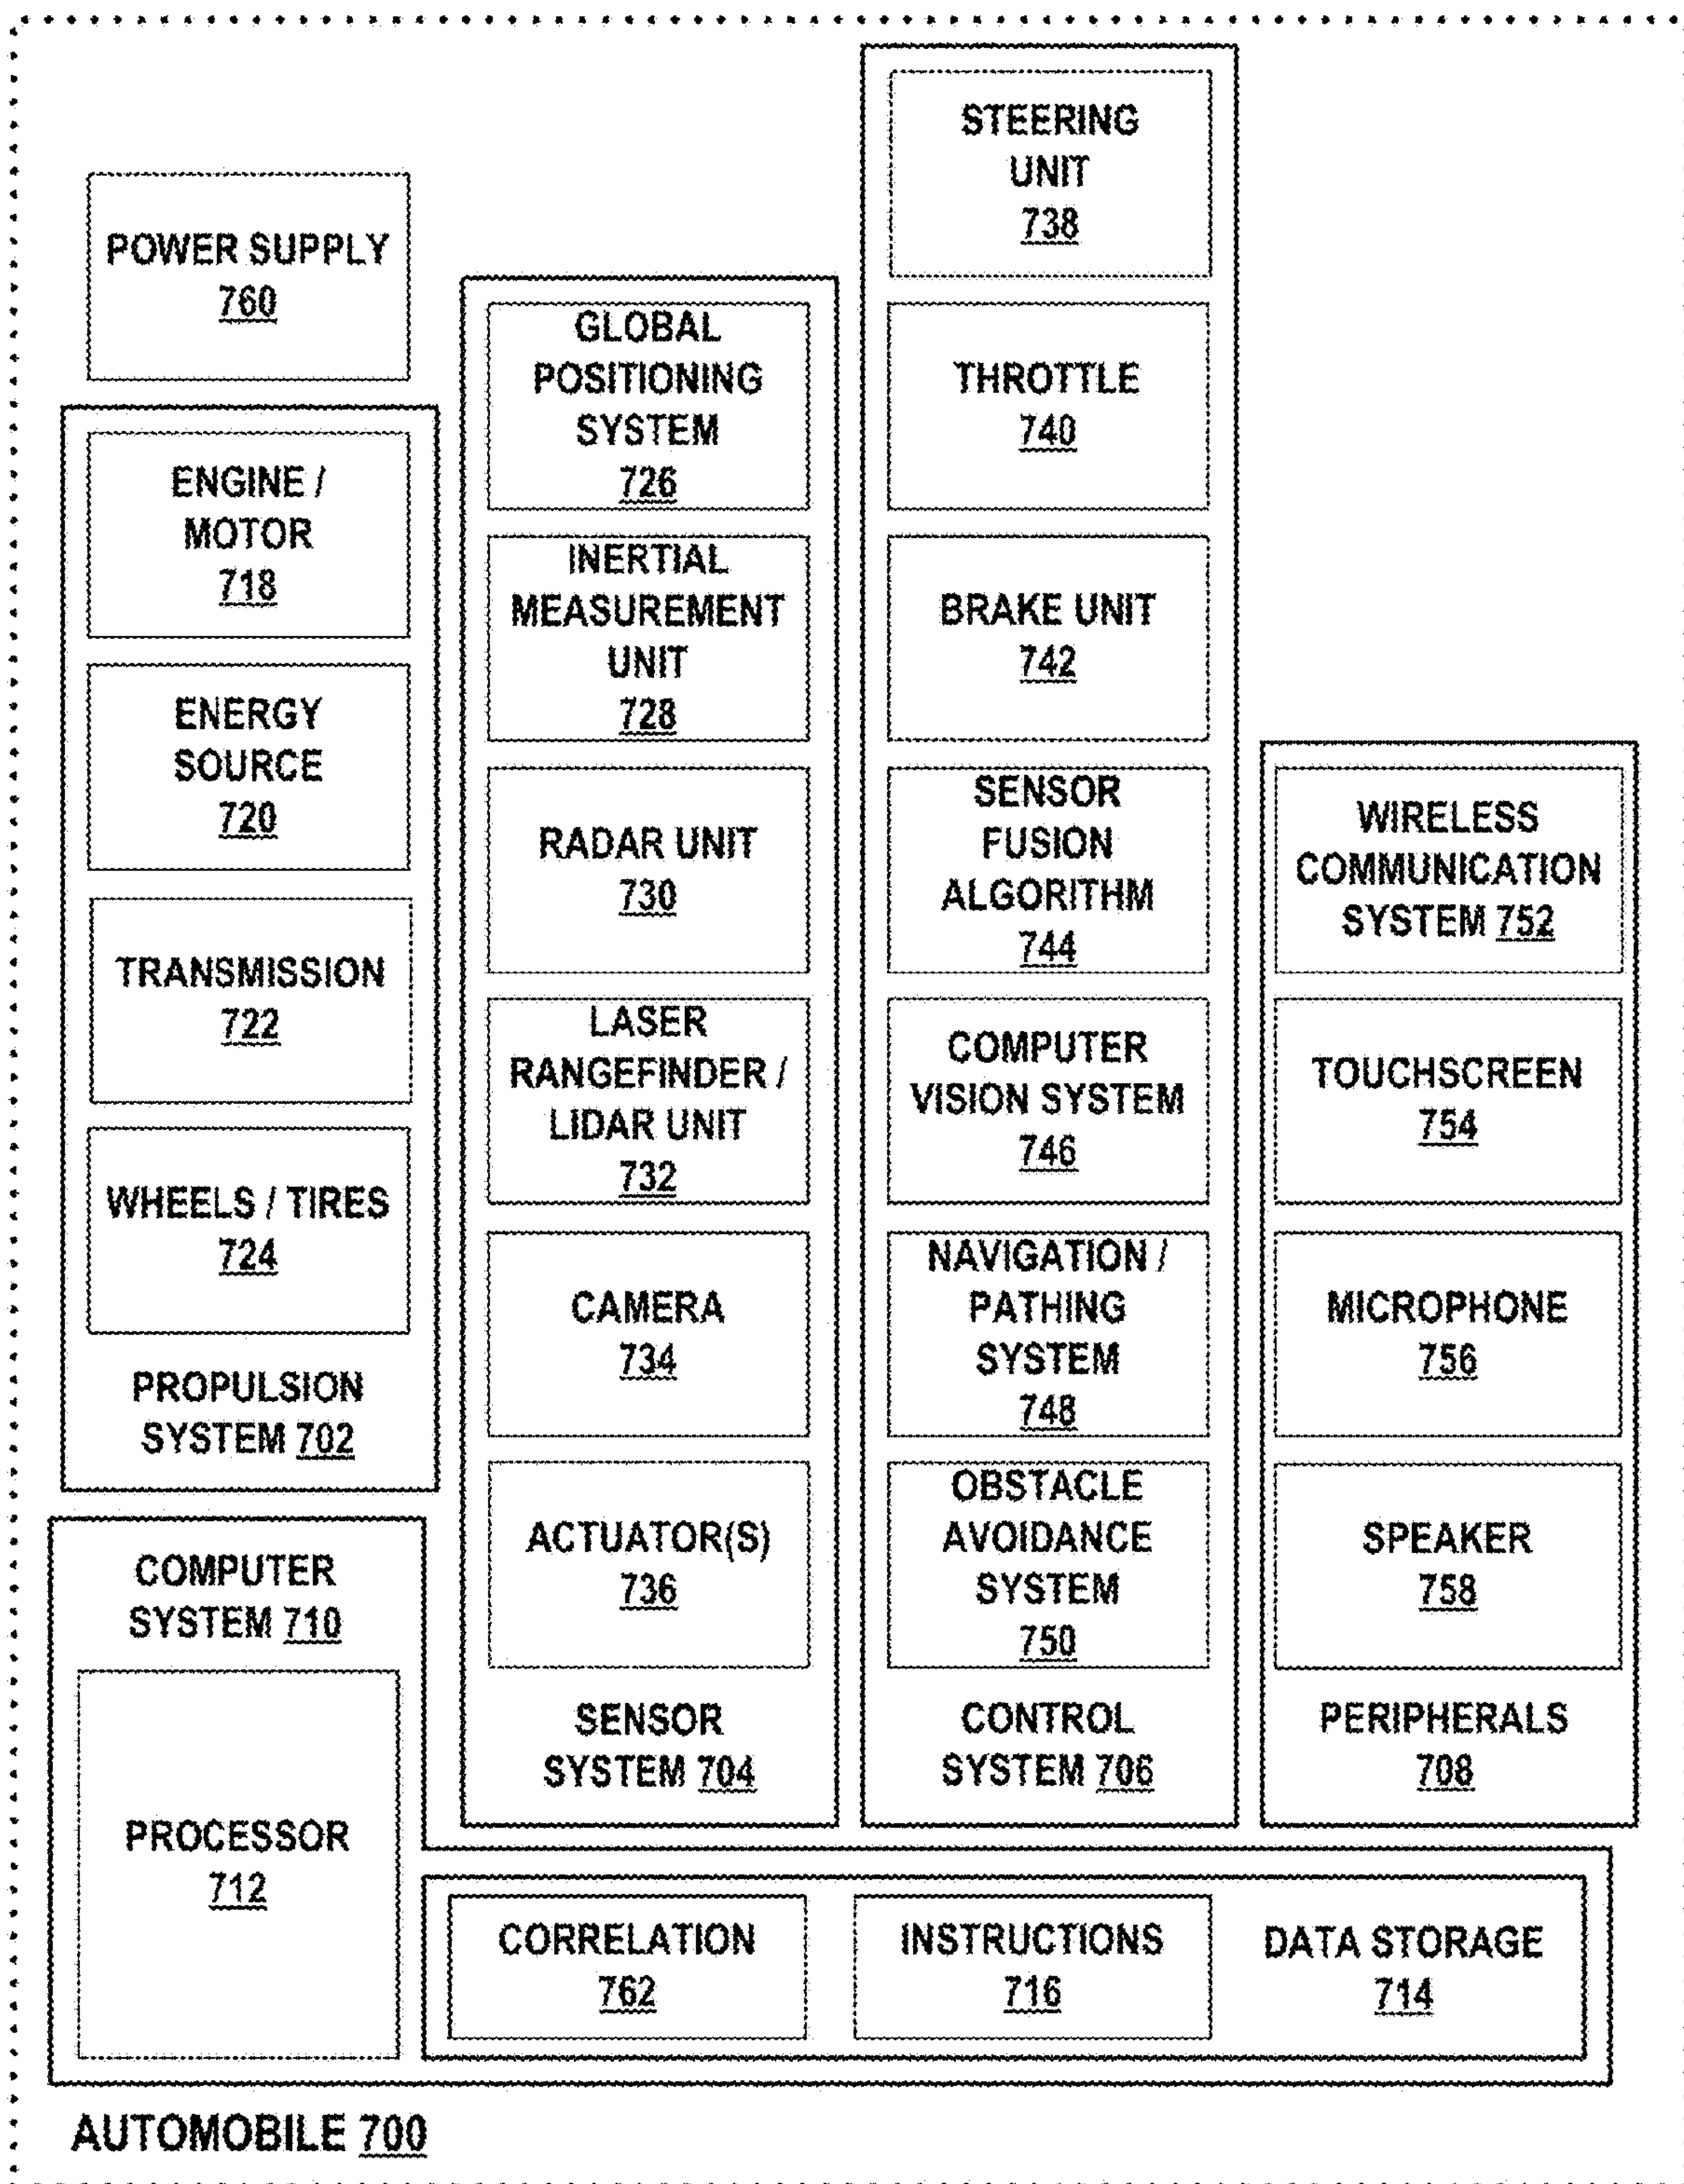 POWER SUPPLY
760
ENGINE /
MOTOR
718
ENERGY
SOURCE
720
TRANSMISSION
722
WHEELS / TIRES
724
PROPULSION
SYSTEM 702
GLOBAL
POSITIONING
SYSTEM
726
INERTIAL
MEASUREMENT
UNIT
728
RADAR UNIT
730
LASER
RANGEFINDER /
LIDAR UNIT
732
CAMERA
734
ACTUATOR(S)
736
SENSOR
SYSTEM 704
STEERING
UNIT
738
THROTTLE
740
BRAKE UNIT
742
SENSOR
FUSION
ALGORITHM
744
COMPUTER
VISION SYSTEM
746
NAVIGATION /
PATHING
SYSTEM
748
OBSTACLE
AVOIDANCE
SYSTEM
750
CONTROL
SYSTEM 706
WIRELESS
COMMUNICATION
SYSTEM 752
TOUCHSCREEN
754
MICROPHONE
756
SPEAKER
758
PERIPHERALS
708
COMPUTER
SYSTEM 710
PROCESSOR
712
CORRELATION
762
INSTRUCTIONS
716
DATA STORAGE
714
AUTOMOBILE 700